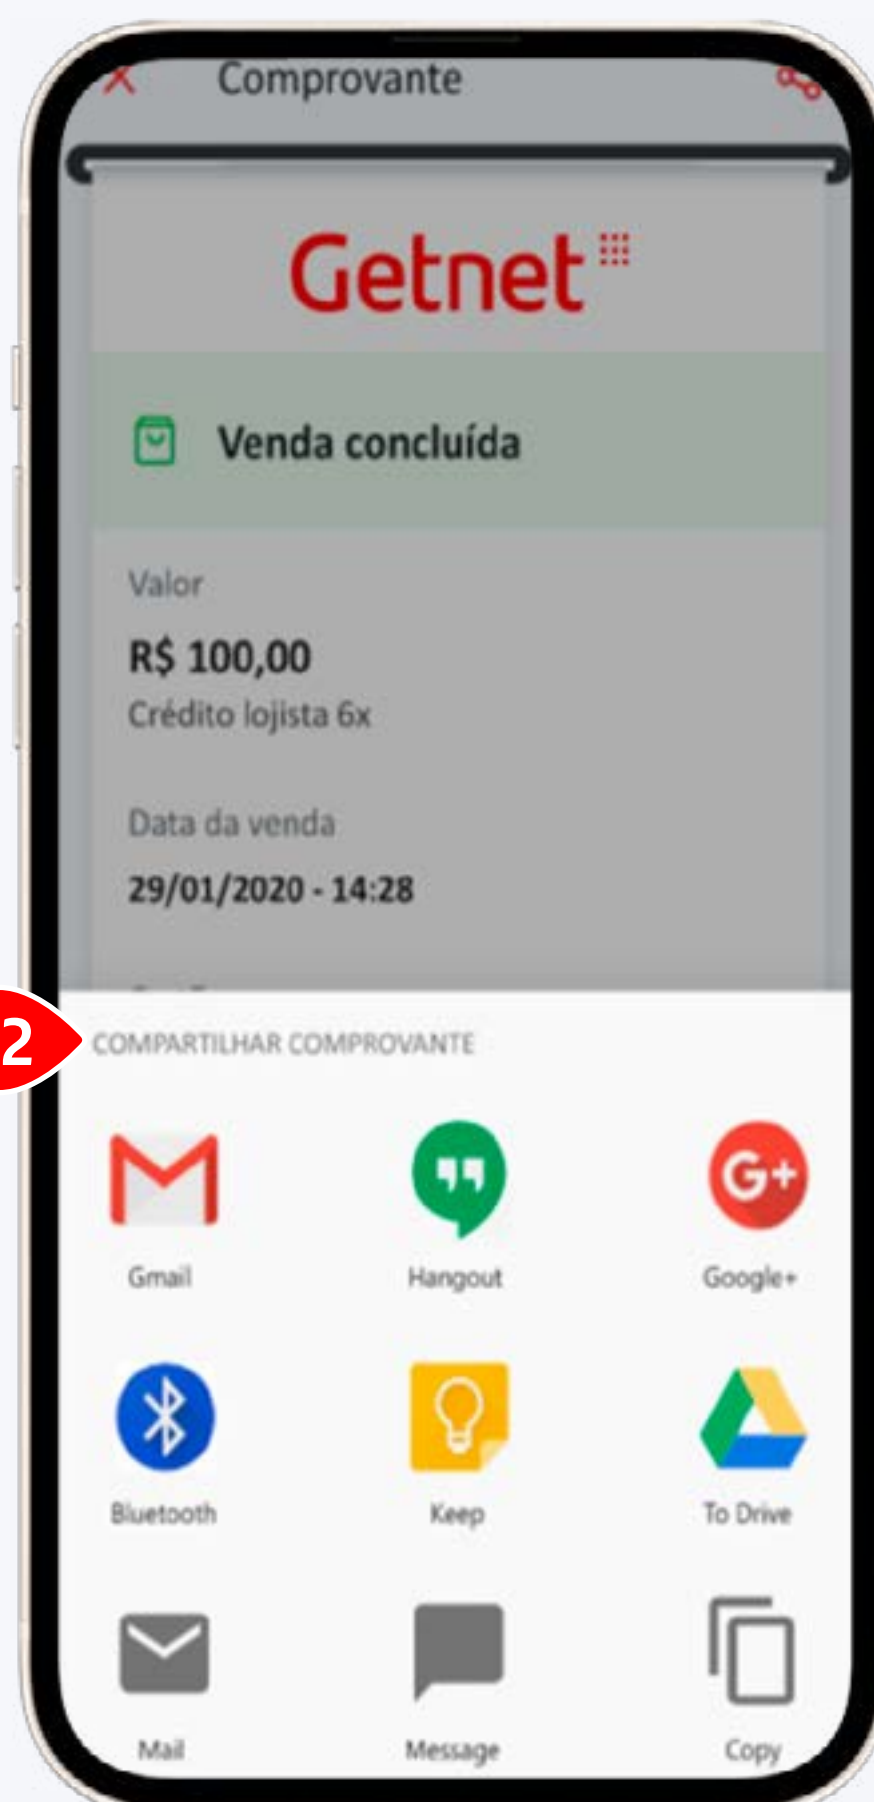 Comprovante
Getnet
Venda concluída
Valor
R$ 100,00
Crédito lojista 6x
Data da venda
29/01/2020 - 14:28
2
COMPARTILHAR COMPROVANTE
Gmail
Hangout
Google+
Bluetooth
Keep
To Drive
Mail
Message
Copy